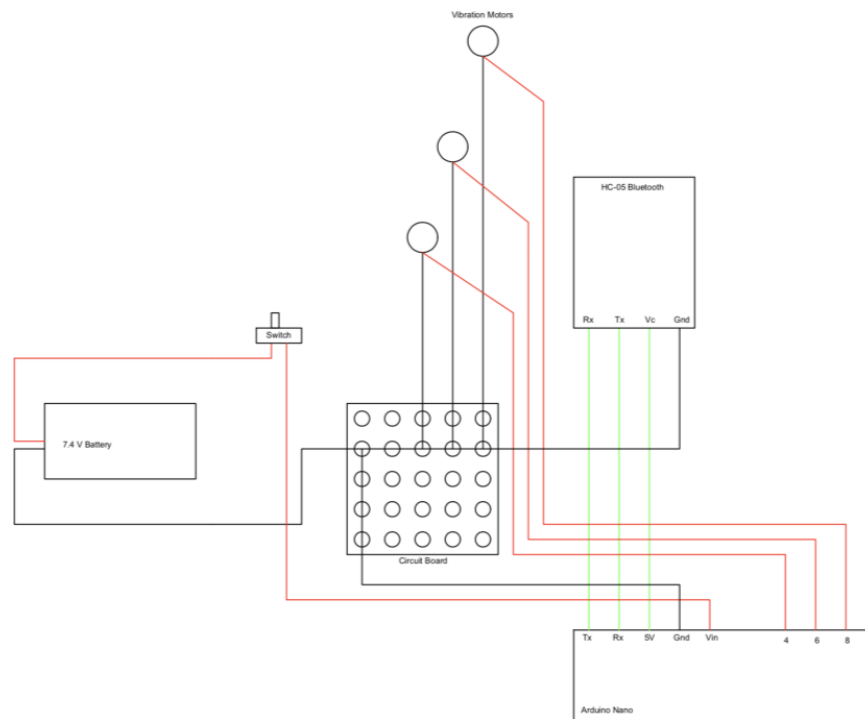 Vibration Motors
HC-05 Bluetooth
Rx Tx Vc Gnd
Switch
7.4 V Battery
Circuit Board
Tx Rx 5V Gnd Vin 4 6 8
Arduino Nano